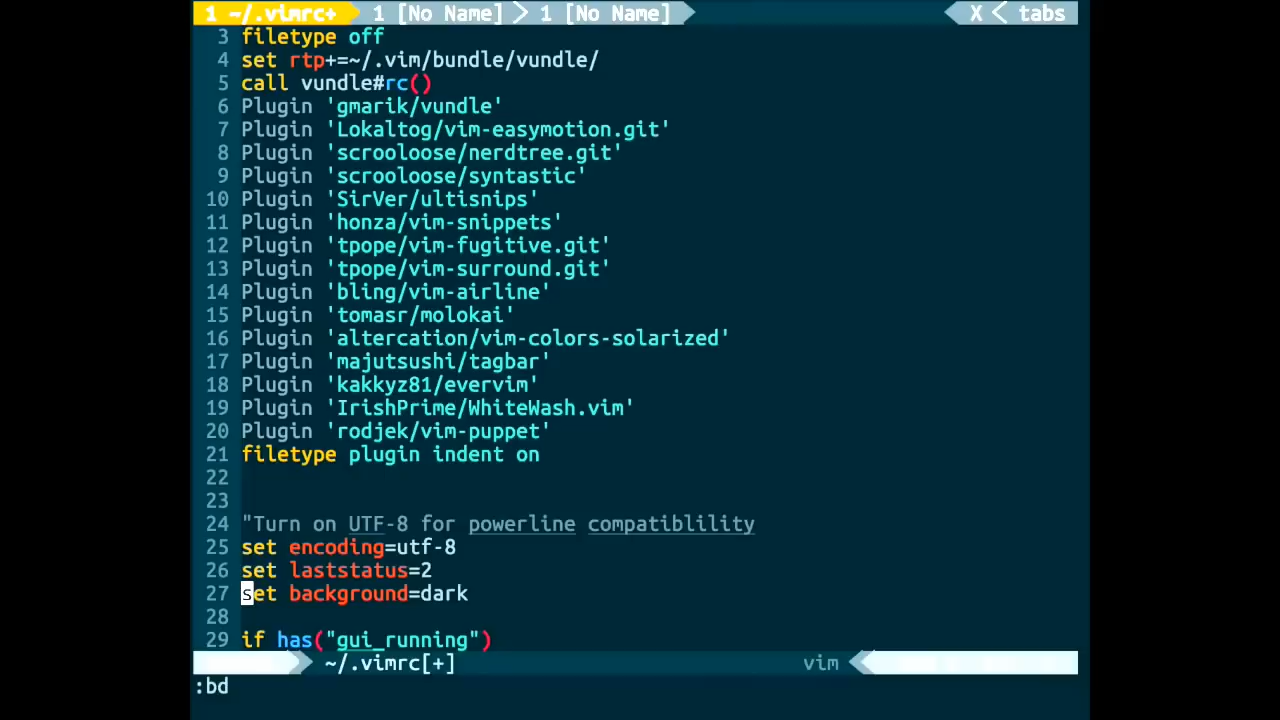 1 ~/.vimrc+ 1 [No Name] 1 [No Name] X tabs
3 filetype off
4 set rtp+=~/.vim/bundle/vundle/
5 call vundle#rc()
6 Plugin 'gmarik/vundle'
7 Plugin 'Lokaltog/vim-easymotion.git'
8 Plugin 'scrooloose/nerdtree.git'
9 Plugin 'scrooloose/syntastic'
10 Plugin 'SirVer/ultisnips'
11 Plugin 'honza/vim-snippets'
12 Plugin 'tpope/vim-fugitive.git'
13 Plugin 'tpope/vim-surround.git'
14 Plugin 'bling/vim-airline'
15 Plugin 'tomasr/molokai'
16 Plugin 'altercation/vim-colors-solarized'
17 Plugin 'majutsushi/tagbar'
18 Plugin 'kakkyz81/evervim'
19 Plugin 'IrishPrime/WhiteWash.vim'
20 Plugin 'rodjek/vim-puppet'
21 filetype plugin indent on
22
23
24 "Turn on UTF-8 for powerline compatiblility
25 set encoding=utf-8
26 set laststatus=2
27 set background=dark
28
29 if has("gui_running")
~/.vimrc[+] vim
:bd